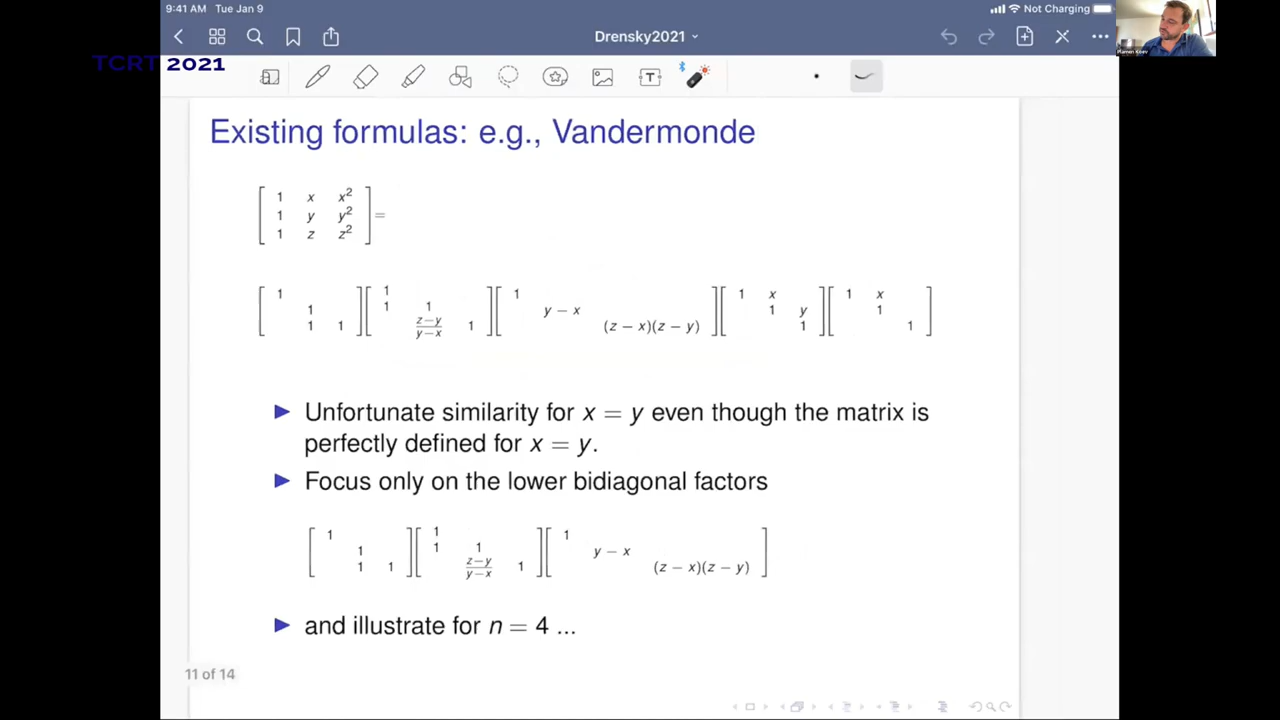 9:41 AM Tue Jan 9
Not Charging
Drensky2021
TCRT 2021
Plamen Koev
Existing formulas: e.g., Vandermonde
[ 1 x x² ]
[ 1 y y² ] =
[ 1 z z² ]
[ 1 ] [ 1 ] [ 1 ] [ 1 x ] [ 1 x ]
[ 1 ] [ 1 1 ] [ y − x ] [ 1 y ] [ 1 ]
[ 1 1 ] [ (z−y)/(y−x) 1 ] [ (z − x)(z − y) ] [ 1 ] [ 1 ]
▶ Unfortunate similarity for x = y even though the matrix is
perfectly defined for x = y.
▶ Focus only on the lower bidiagonal factors
[ 1 ] [ 1 ] [ 1 ]
[ 1 ] [ 1 1 ] [ y − x ]
[ 1 1 ] [ (z−y)/(y−x) 1 ] [ (z − x)(z − y) ]
▶ and illustrate for n = 4 ...
11 of 14